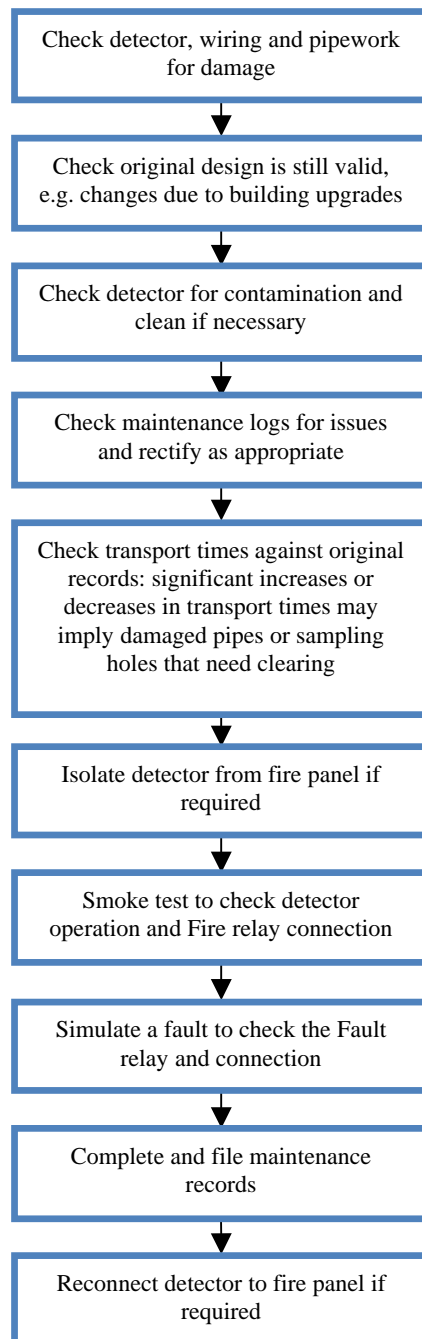 Check detector, wiring and pipework
for damage
Check original design is still valid,
e.g. changes due to building upgrades
Check detector for contamination and
clean if necessary
Check maintenance logs for issues
and rectify as appropriate
Check transport times against original
records: significant increases or
decreases in transport times may
imply damaged pipes or sampling
holes that need clearing
Isolate detector from fire panel if
required
Smoke test to check detector
operation and Fire relay connection
Simulate a fault to check the Fault
relay and connection
Complete and file maintenance
records
Reconnect detector to fire panel if
required